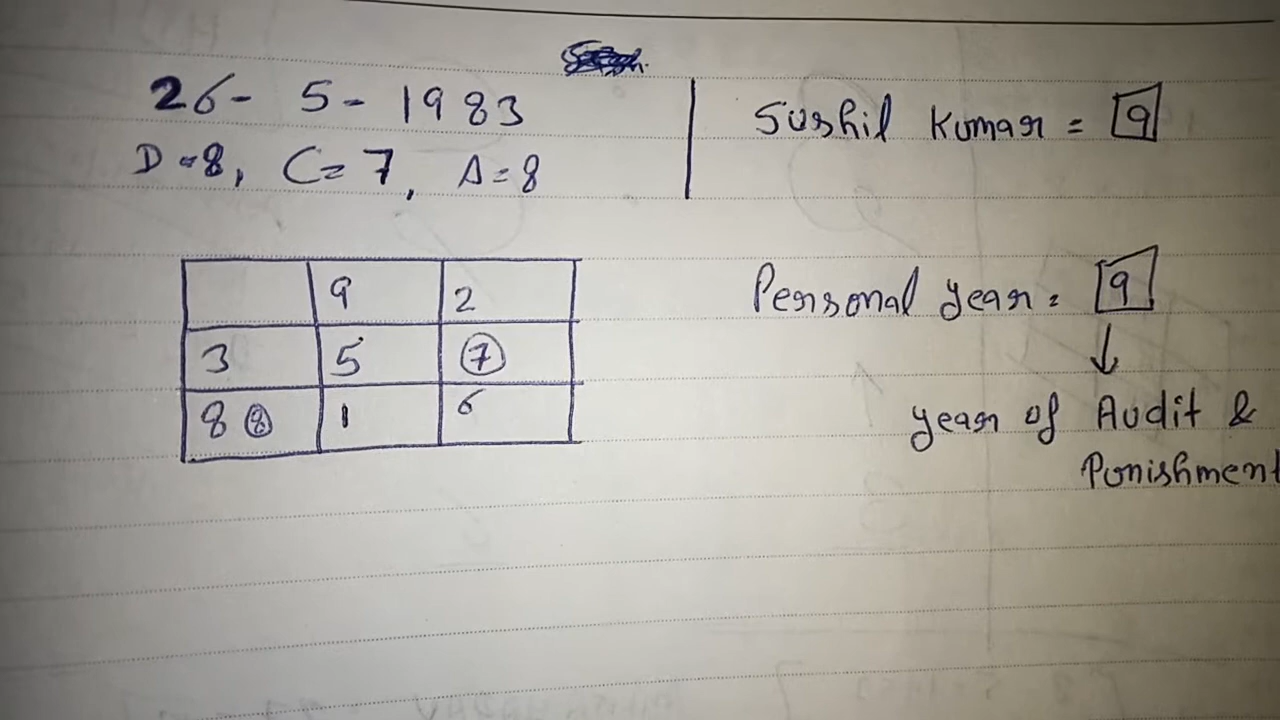 26- 5- 1983
D=8, C=7, A=8
Sushil Kumar = 9
9 2
3 5 7
8 8 1 6
Personal year = 9
↓
year of Audit &
Punishment